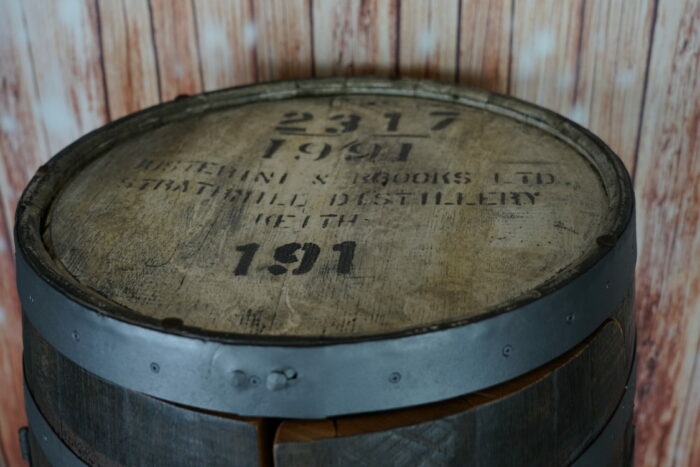 2317
1991
JUSTERINI & BROOKS LTD.
STRATHMILL DISTILLERY
KEITH
191